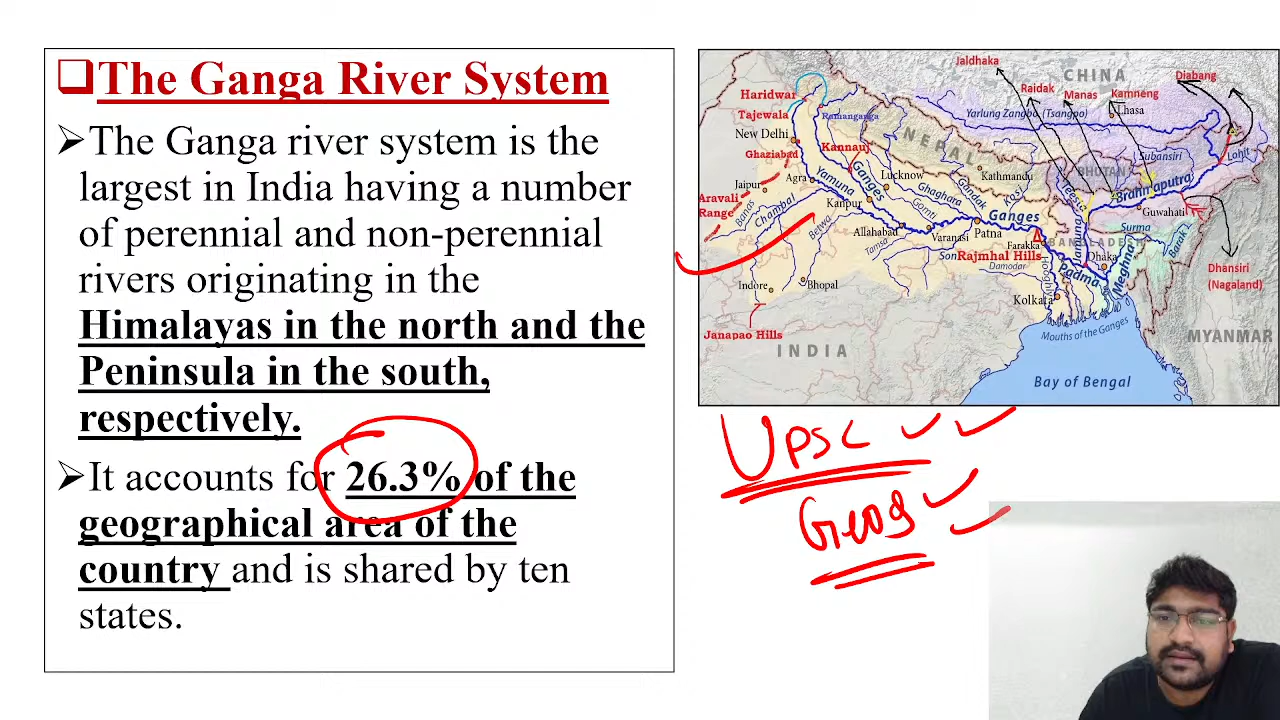 The Ganga River System
The Ganga river system is the
largest in India having a number
of perennial and non-perennial
rivers originating in the
Himalayas in the north and the
Peninsula in the south,
respectively.
It accounts for 26.3% of the
geographical area of the
country and is shared by ten
states.
Jaldhaka
CHINA
Diabang
Raidak
Manas
Kameng
Lhasa
Haridwar
Tajewala
Ramanganga
Yarlung Zangbo (Tsangpo)
New Delhi
Kannauj
NEPAL
Ghaziabad
Subansiri
Lohit
BHUTAN
Jaipur
Agra
Yamuna
Ganges
Lucknow
Kathmandu
Ghaghara
Gandak
Kosi
Teesta
Brahmaputra
Aravali
Range
Banas
Chambal
Kanpur
Gomti
Ganges
Guwahati
Betwa
Allahabad
Varanasi
Patna
Farakka
BANGLADESH
Surma
Barak
Tamsa
Son
Rajmhal Hills
Damodar
Jamuna
Dhaka
Padma
Meghna
Dhansiri
(Nagaland)
Indore
Bhopal
Hooghly
Kolkata
Janapao Hills
INDIA
Mouths of the Ganges
MYANMAR
Bay of Bengal
UPSC
Geog